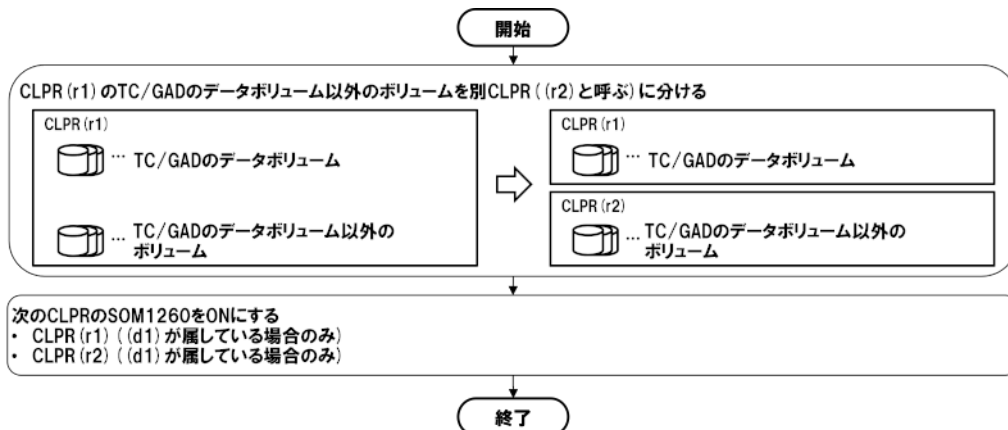 開始
CLPR(r1)のTC/GADのデータボリューム以外のボリュームを別CLPR((r2)と呼ぶ)に分ける
CLPR(r1)
… TC/GADのデータボリューム
… TC/GADのデータボリューム以外の
ボリューム
CLPR(r1)
… TC/GADのデータボリューム
CLPR(r2)
… TC/GADのデータボリューム以外の
ボリューム
次のCLPRのSOM1260をONにする
• CLPR(r1)((d1)が属している場合のみ)
• CLPR(r2)((d1)が属している場合のみ)
終了